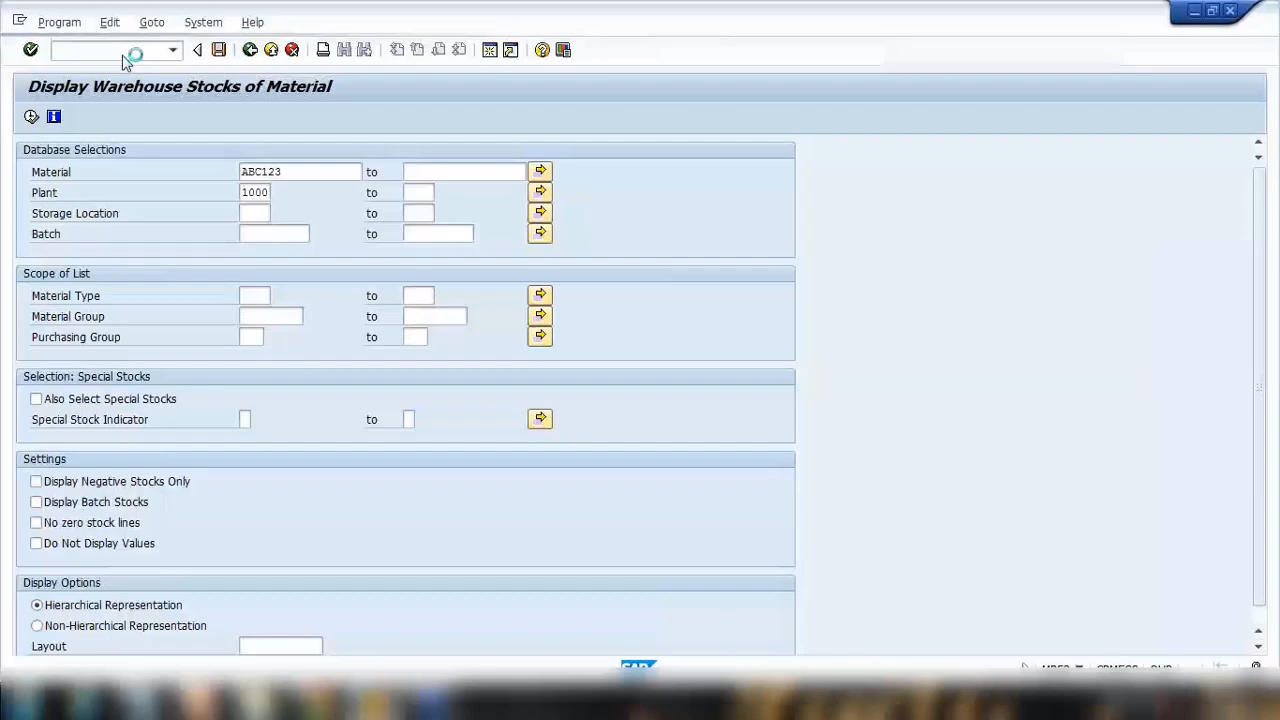 Program Edit Goto System Help
Display Warehouse Stocks of Material
Database Selections
Material ABC123 to
Plant 1000 to
Storage Location to
Batch to
Scope of List
Material Type to
Material Group to
Purchasing Group to
Selection: Special Stocks
Also Select Special Stocks
Special Stock Indicator to
Settings
Display Negative Stocks Only
Display Batch Stocks
No zero stock lines
Do Not Display Values
Display Options
Hierarchical Representation
Non-Hierarchical Representation
Layout
SAP